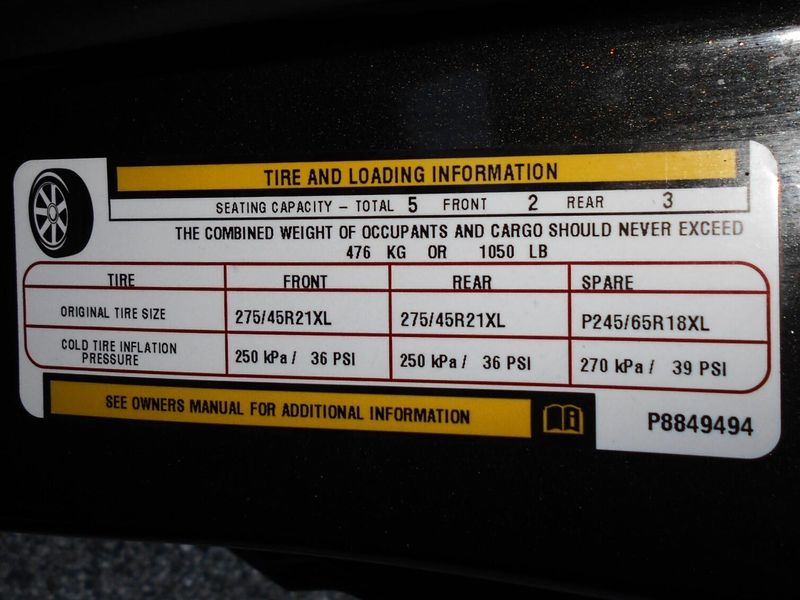 TIRE AND LOADING INFORMATION
SEATING CAPACITY – TOTAL 5 FRONT 2 REAR 3
THE COMBINED WEIGHT OF OCCUPANTS AND CARGO SHOULD NEVER EXCEED
476 KG OR 1050 LB
TIRE FRONT REAR SPARE
ORIGINAL TIRE SIZE 275/45R21XL 275/45R21XL P245/65R18XL
COLD TIRE INFLATION
PRESSURE 250 kPa / 36 PSI 250 kPa / 36 PSI 270 kPa / 39 PSI
SEE OWNERS MANUAL FOR ADDITIONAL INFORMATION
P8849494